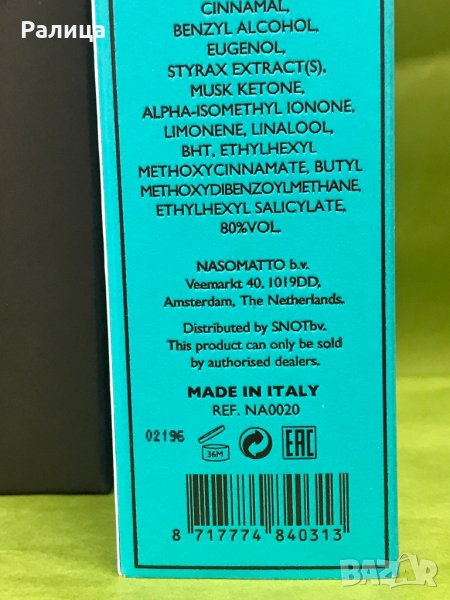 Ралица
CINNAMAL,
BENZYL ALCOHOL,
EUGENOL,
STYRAX EXTRACT(S),
MUSK KETONE,
ALPHA-ISOMETHYL IONONE,
LIMONENE, LINALOOL,
BHT, ETHYLHEXYL
METHOXYCINNAMATE, BUTYL
METHOXYDIBENZOYLMETHANE,
ETHYLHEXYL SALICYLATE,
80%VOL.
NASOMATTO b.v.
Veemarkt 40, 1019DD,
Amsterdam, The Netherlands.
Distributed by SNOTbv.
This product can only be sold
by authorised dealers.
MADE IN ITALY
REF. NA0020
02196 36M EAC
8 717774 840313
BAZAR